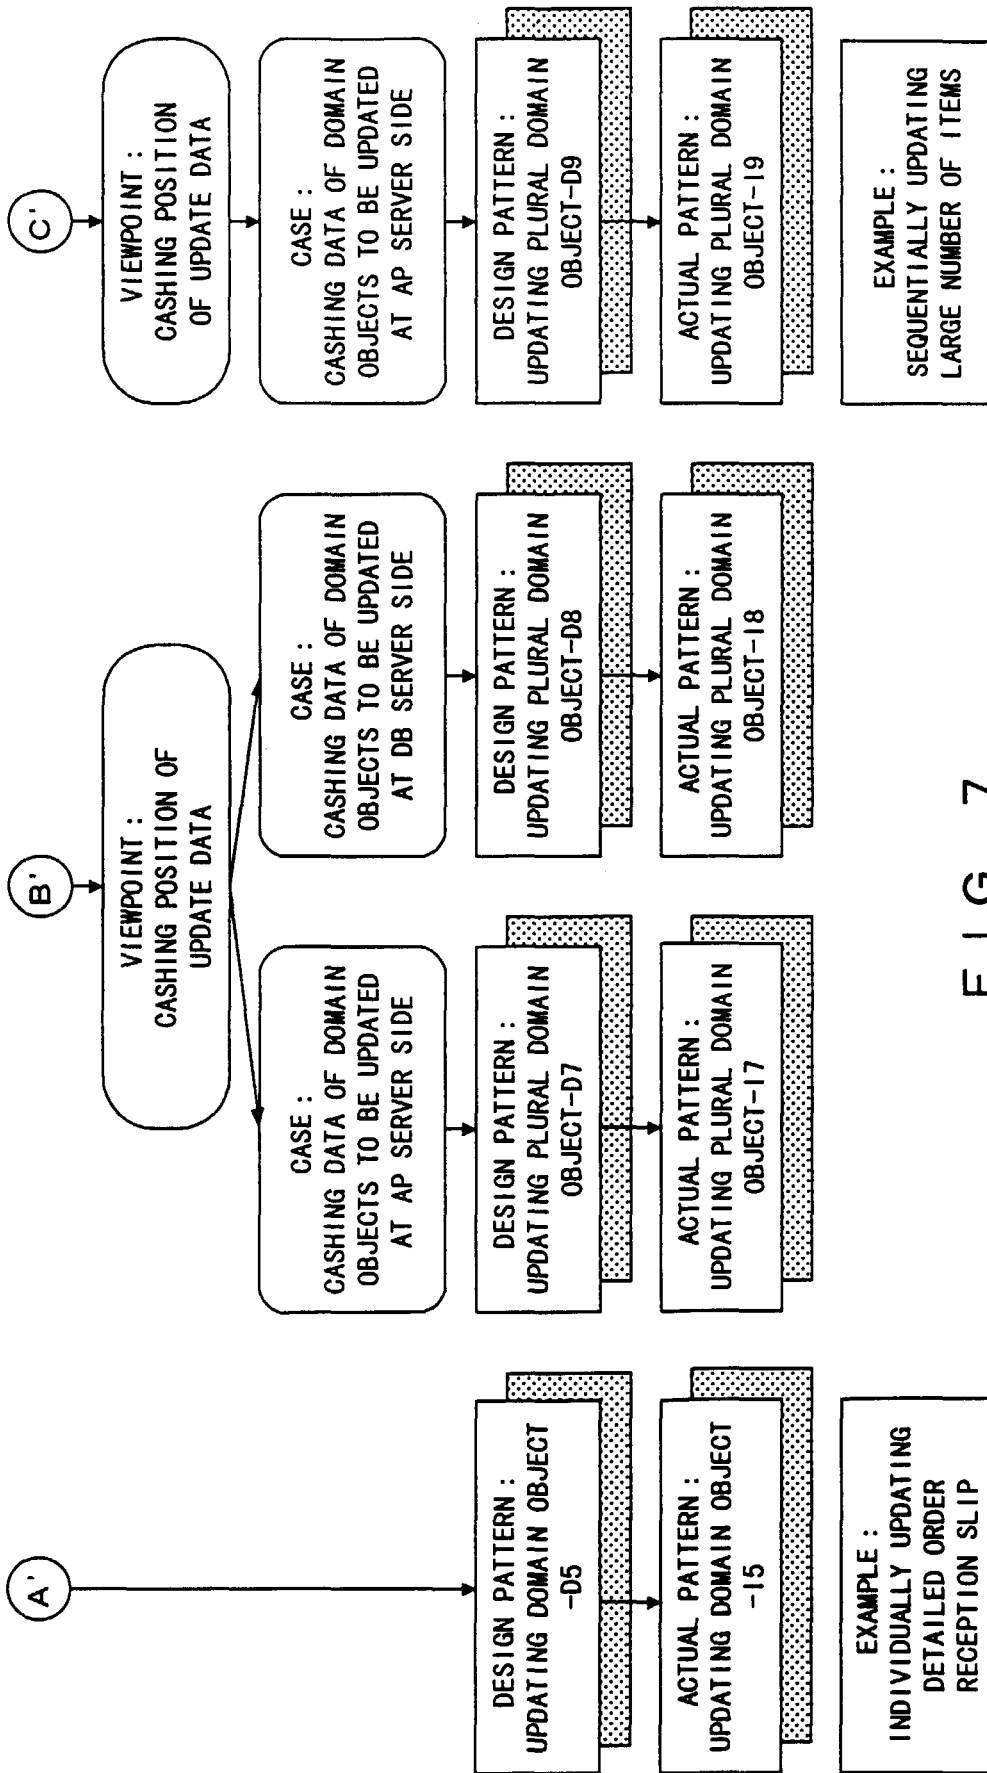 A'
DESIGN PATTERN:
UPDATING DOMAIN OBJECT
-D5
ACTUAL PATTERN:
UPDATING DOMAIN OBJECT
-I5
EXAMPLE:
INDIVIDUALLY UPDATING
DETAILED ORDER
RECEPTION SLIP
B'
VIEWPOINT:
CASHING POSITION OF
UPDATE DATA
CASE:
CASHING DATA OF DOMAIN
OBJECTS TO BE UPDATED
AT AP SERVER SIDE
DESIGN PATTERN:
UPDATING PLURAL DOMAIN
OBJECT-D7
ACTUAL PATTERN:
UPDATING PLURAL DOMAIN
OBJECT-I7
CASE:
CASHING DATA OF DOMAIN
OBJECTS TO BE UPDATED
AT DB SERVER SIDE
DESIGN PATTERN:
UPDATING PLURAL DOMAIN
OBJECT-D8
ACTUAL PATTERN:
UPDATING PLURAL DOMAIN
OBJECT-I8
C'
VIEWPOINT:
CASHING POSITION
OF UPDATE DATA
CASE:
CASHING DATA OF DOMAIN
OBJECTS TO BE UPDATED
AT AP SERVER SIDE
DESIGN PATTERN:
UPDATING PLURAL DOMAIN
OBJECT-D9
ACTUAL PATTERN:
UPDATING PLURAL DOMAIN
OBJECT-I9
EXAMPLE:
SEQUENTIALLY UPDATING
LARGE NUMBER OF ITEMS
FIG 7